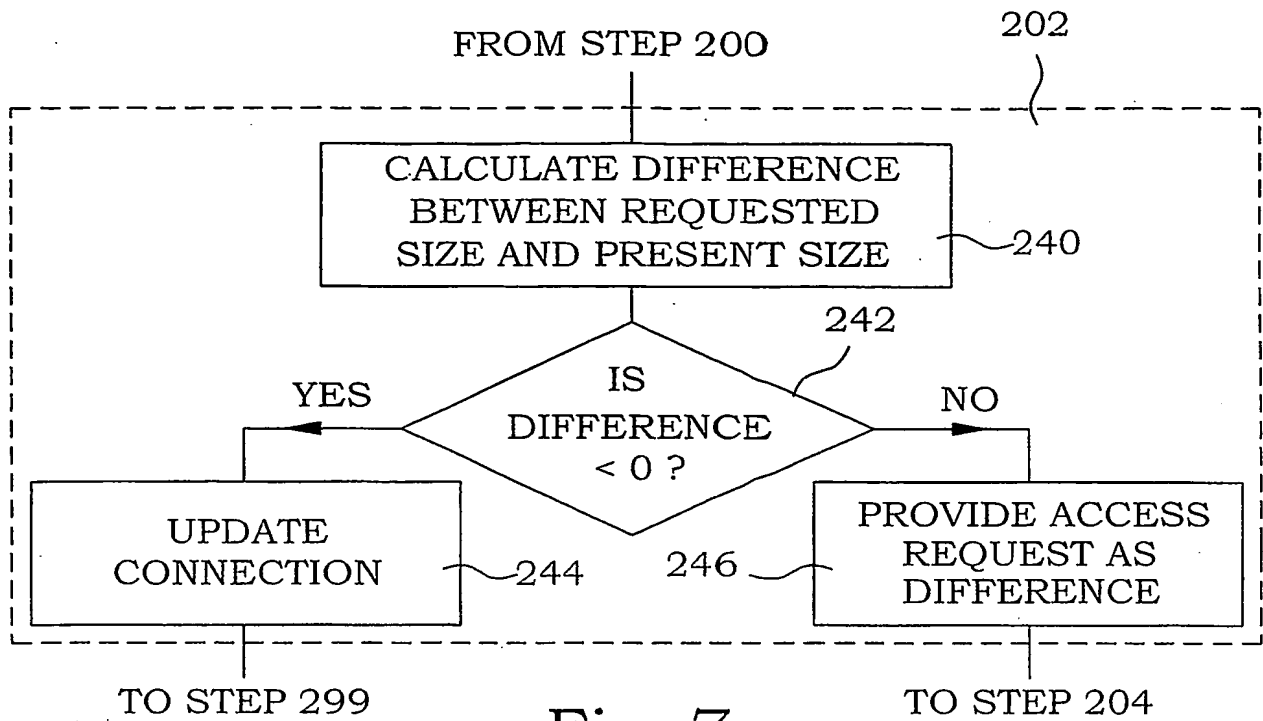 FROM STEP 200
202
CALCULATE DIFFERENCE
BETWEEN REQUESTED
SIZE AND PRESENT SIZE
240
242
IS
DIFFERENCE
< 0 ?
YES
NO
UPDATE
CONNECTION
244
246
PROVIDE ACCESS
REQUEST AS
DIFFERENCE
TO STEP 299
TO STEP 204